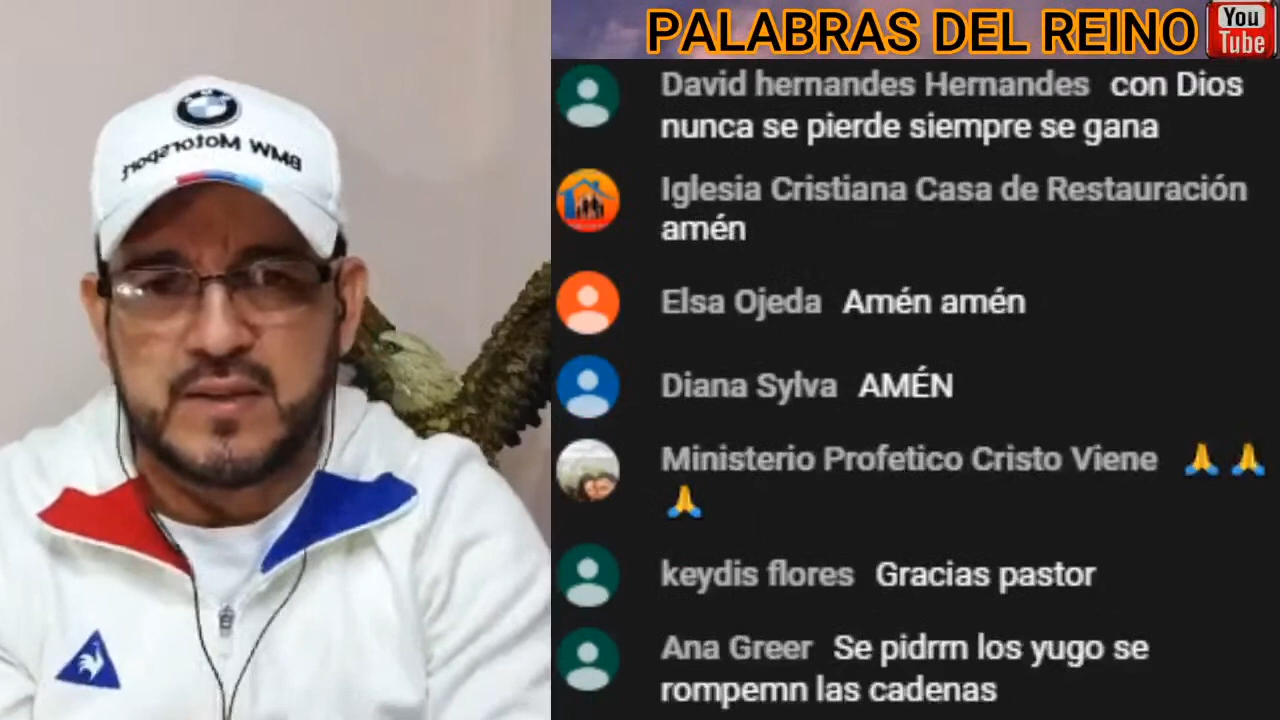 PALABRAS DEL REINO
You
Tube
BMW Motorsport
David hernandes Hernandes con Dios
nunca se pierde siempre se gana
Iglesia Cristiana Casa de Restauración
amén
Elsa Ojeda Amén amén
Diana Sylva AMÉN
Ministerio Profetico Cristo Viene 🙏🙏
🙏
keydis flores Gracias pastor
Ana Greer Se pidrrn los yugo se
rompemn las cadenas